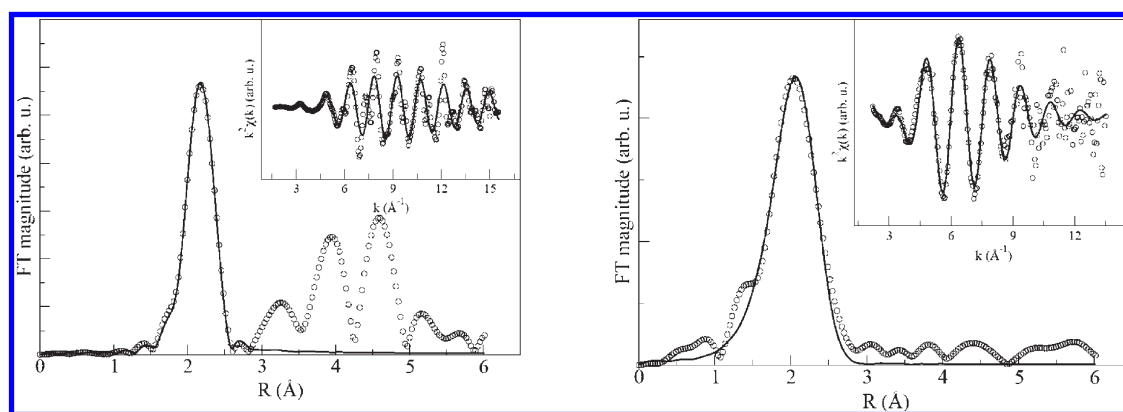 k²χ(k) (arb. u.)
3 6 9 12 15
k (Å⁻¹)
FT magnitude (arb. u.)
0 1 2 3 4 5 6
R (Å)
k²χ(k) (arb. u.)
3 6 9 12
k (Å⁻¹)
FT magnitude (arb. u.)
0 1 2 3 4 5 6
R (Å)